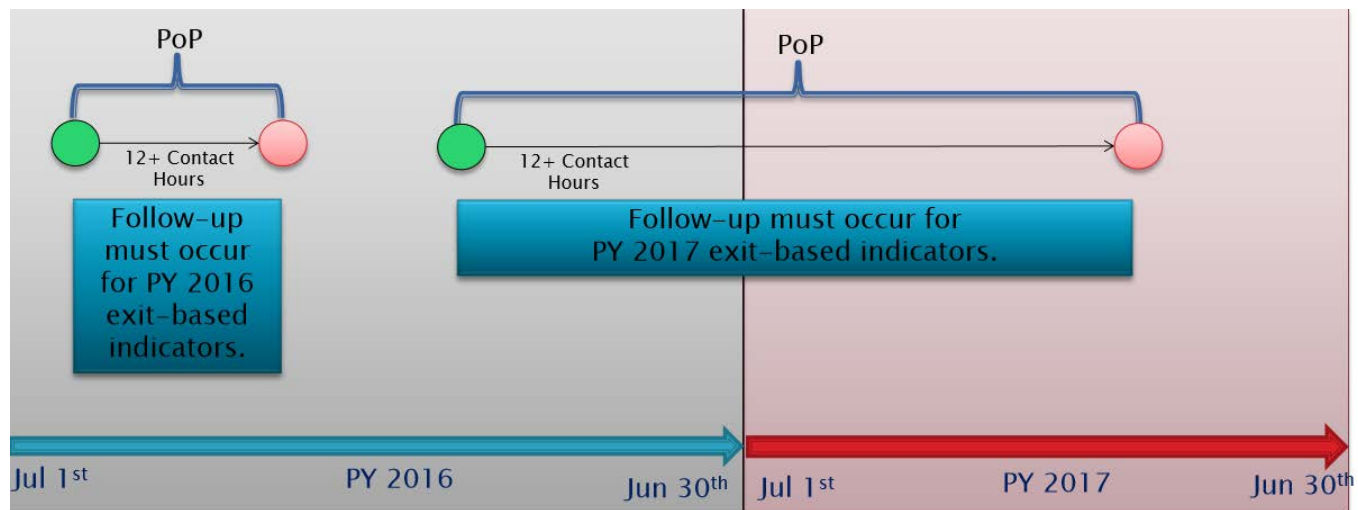 PoP
12+ Contact
Hours
Follow-up
must occur
for PY 2016
exit-based
indicators.
PoP
12+ Contact
Hours
Follow-up must occur for
PY 2017 exit-based indicators.
Jul 1st
PY 2016
Jun 30th
Jul 1st
PY 2017
Jun 30th